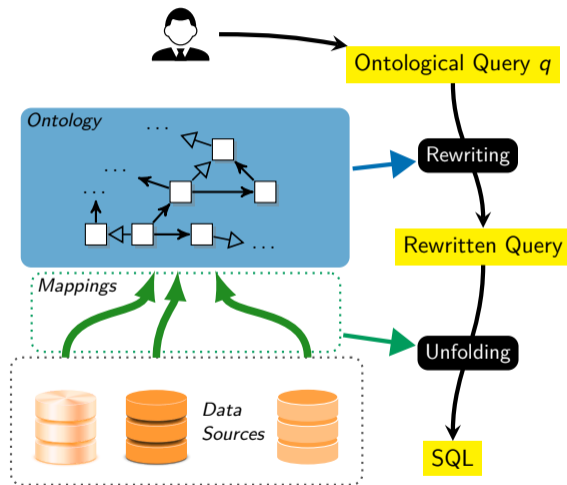 Ontological Query q
Ontology
...
...
...
...
Rewriting
Rewritten Query
Mappings
Unfolding
Data
Sources
SQL